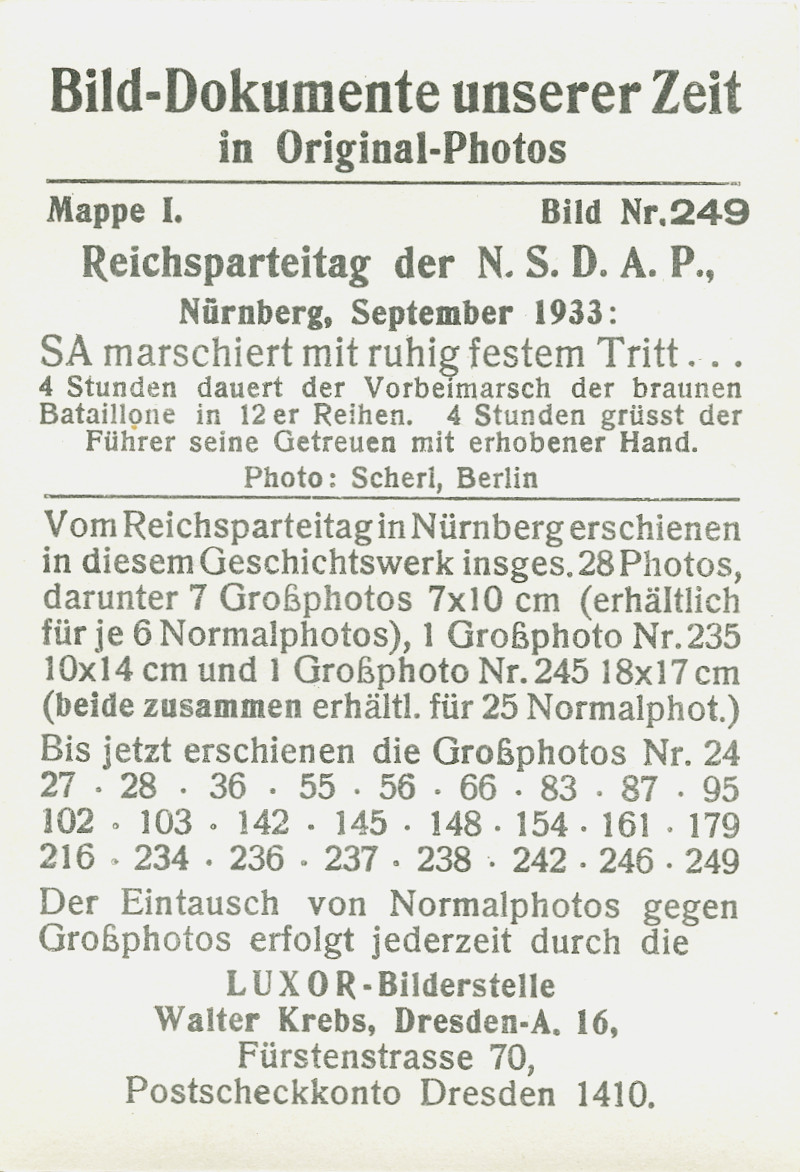 Bild-Dokumente unserer Zeit
in Original-Photos
Mappe I. Bild Nr.249
Reichsparteitag der N. S. D. A. P.,
Nürnberg, September 1933:
SA marschiert mit ruhig festem Tritt . . .
4 Stunden dauert der Vorbeimarsch der braunen
Bataillone in 12 er Reihen. 4 Stunden grüsst der
Führer seine Getreuen mit erhobener Hand.
Photo: Scherl, Berlin
Vom Reichsparteitag in Nürnberg erschienen
in diesem Geschichtswerk insges. 28 Photos,
darunter 7 Großphotos 7x10 cm (erhältlich
für je 6 Normalphotos), 1 Großphoto Nr. 235
10x14 cm und 1 Großphoto Nr. 245 18x17 cm
(beide zusammen erhältl. für 25 Normalphot.)
Bis jetzt erschienen die Großphotos Nr. 24
27 · 28 · 36 · 55 · 56 · 66 · 83 · 87 · 95
102 · 103 · 142 · 145 · 148 · 154 · 161 · 179
216 · 234 · 236 · 237 · 238 · 242 · 246 · 249
Der Eintausch von Normalphotos gegen
Großphotos erfolgt jederzeit durch die
LUXOR-Bilderstelle
Walter Krebs, Dresden-A. 16,
Fürstenstrasse 70,
Postscheckkonto Dresden 1410.